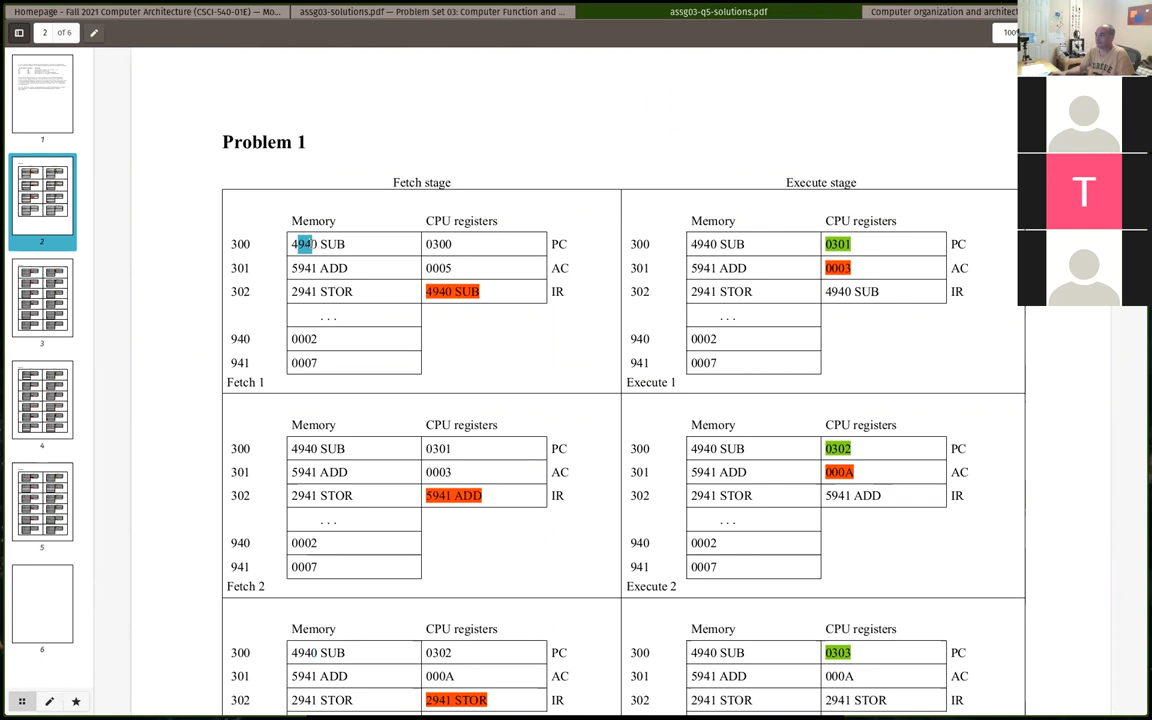 Homepage - Fall 2021 Computer Architecture (CSCI-540-01E) — Mo...
assg03-solutions.pdf — Problem Set 03: Computer Function and ...
assg03-q5-solutions.pdf
Computer organization and architec
2 of 6
100
1
2
3
4
5
6
T
Problem 1
Fetch stage Execute stage
Memory CPU registers Memory CPU registers
300 4940 SUB 0300 PC 300 4940 SUB 0301 PC
301 5941 ADD 0005 AC 301 5941 ADD 0003 AC
302 2941 STOR 4940 SUB IR 302 2941 STOR 4940 SUB IR
. . . . . .
940 0002 940 0002
941 0007 941 0007
Fetch 1 Execute 1
Memory CPU registers Memory CPU registers
300 4940 SUB 0301 PC 300 4940 SUB 0302 PC
301 5941 ADD 0003 AC 301 5941 ADD 000A AC
302 2941 STOR 5941 ADD IR 302 2941 STOR 5941 ADD IR
. . . . . .
940 0002 940 0002
941 0007 941 0007
Fetch 2 Execute 2
Memory CPU registers Memory CPU registers
300 4940 SUB 0302 PC 300 4940 SUB 0303 PC
301 5941 ADD 000A AC 301 5941 ADD 000A AC
302 2941 STOR 2941 STOR IR 302 2941 STOR 2941 STOR IR